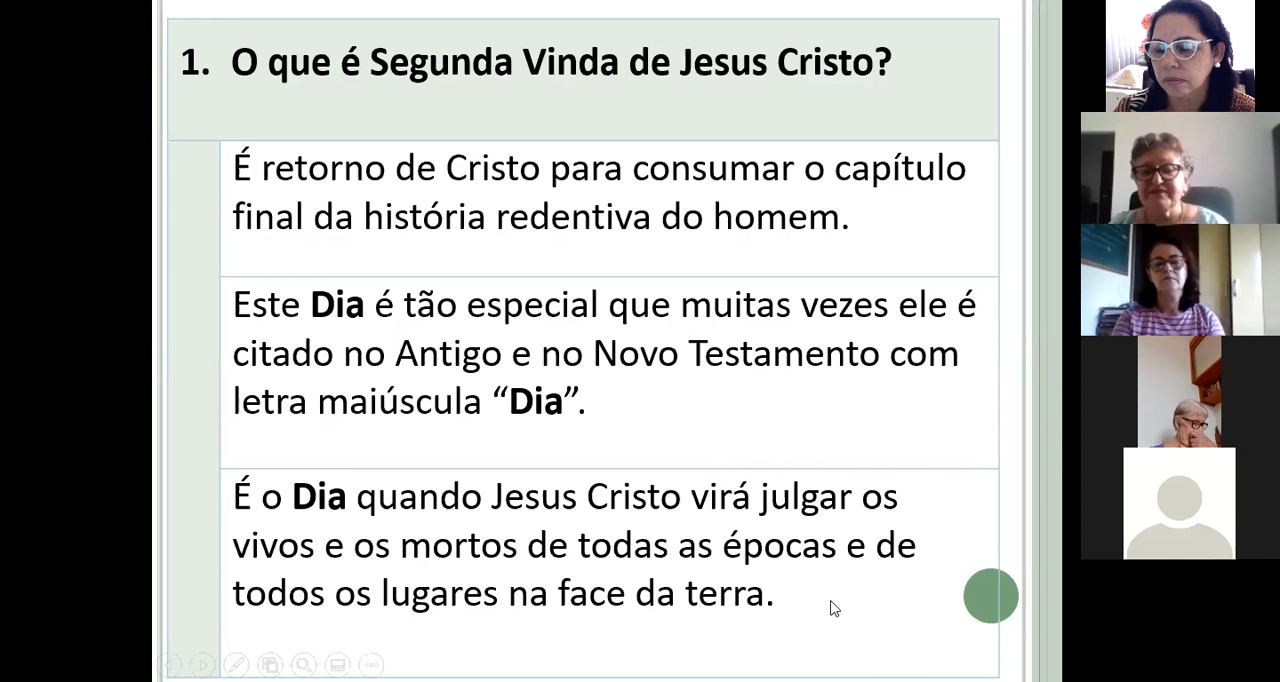 1. O que é Segunda Vinda de Jesus Cristo?
É retorno de Cristo para consumar o capítulo
final da história redentiva do homem.
Este Dia é tão especial que muitas vezes ele é
citado no Antigo e no Novo Testamento com
letra maiúscula “Dia”.
É o Dia quando Jesus Cristo virá julgar os
vivos e os mortos de todas as épocas e de
todos os lugares na face da terra.